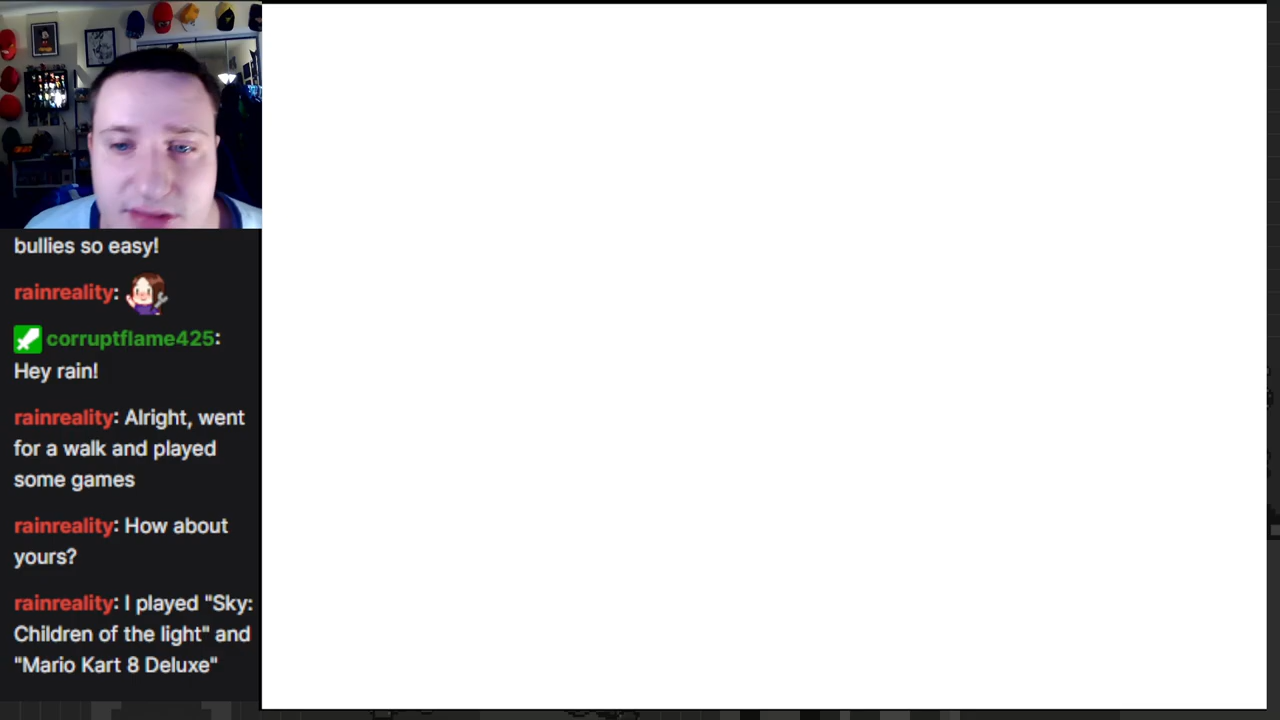 bullies so easy!
rainreality:
corruptflame425:
Hey rain!
rainreality: Alright, went
for a walk and played
some games
rainreality: How about
yours?
rainreality: I played "Sky:
Children of the light" and
"Mario Kart 8 Deluxe"